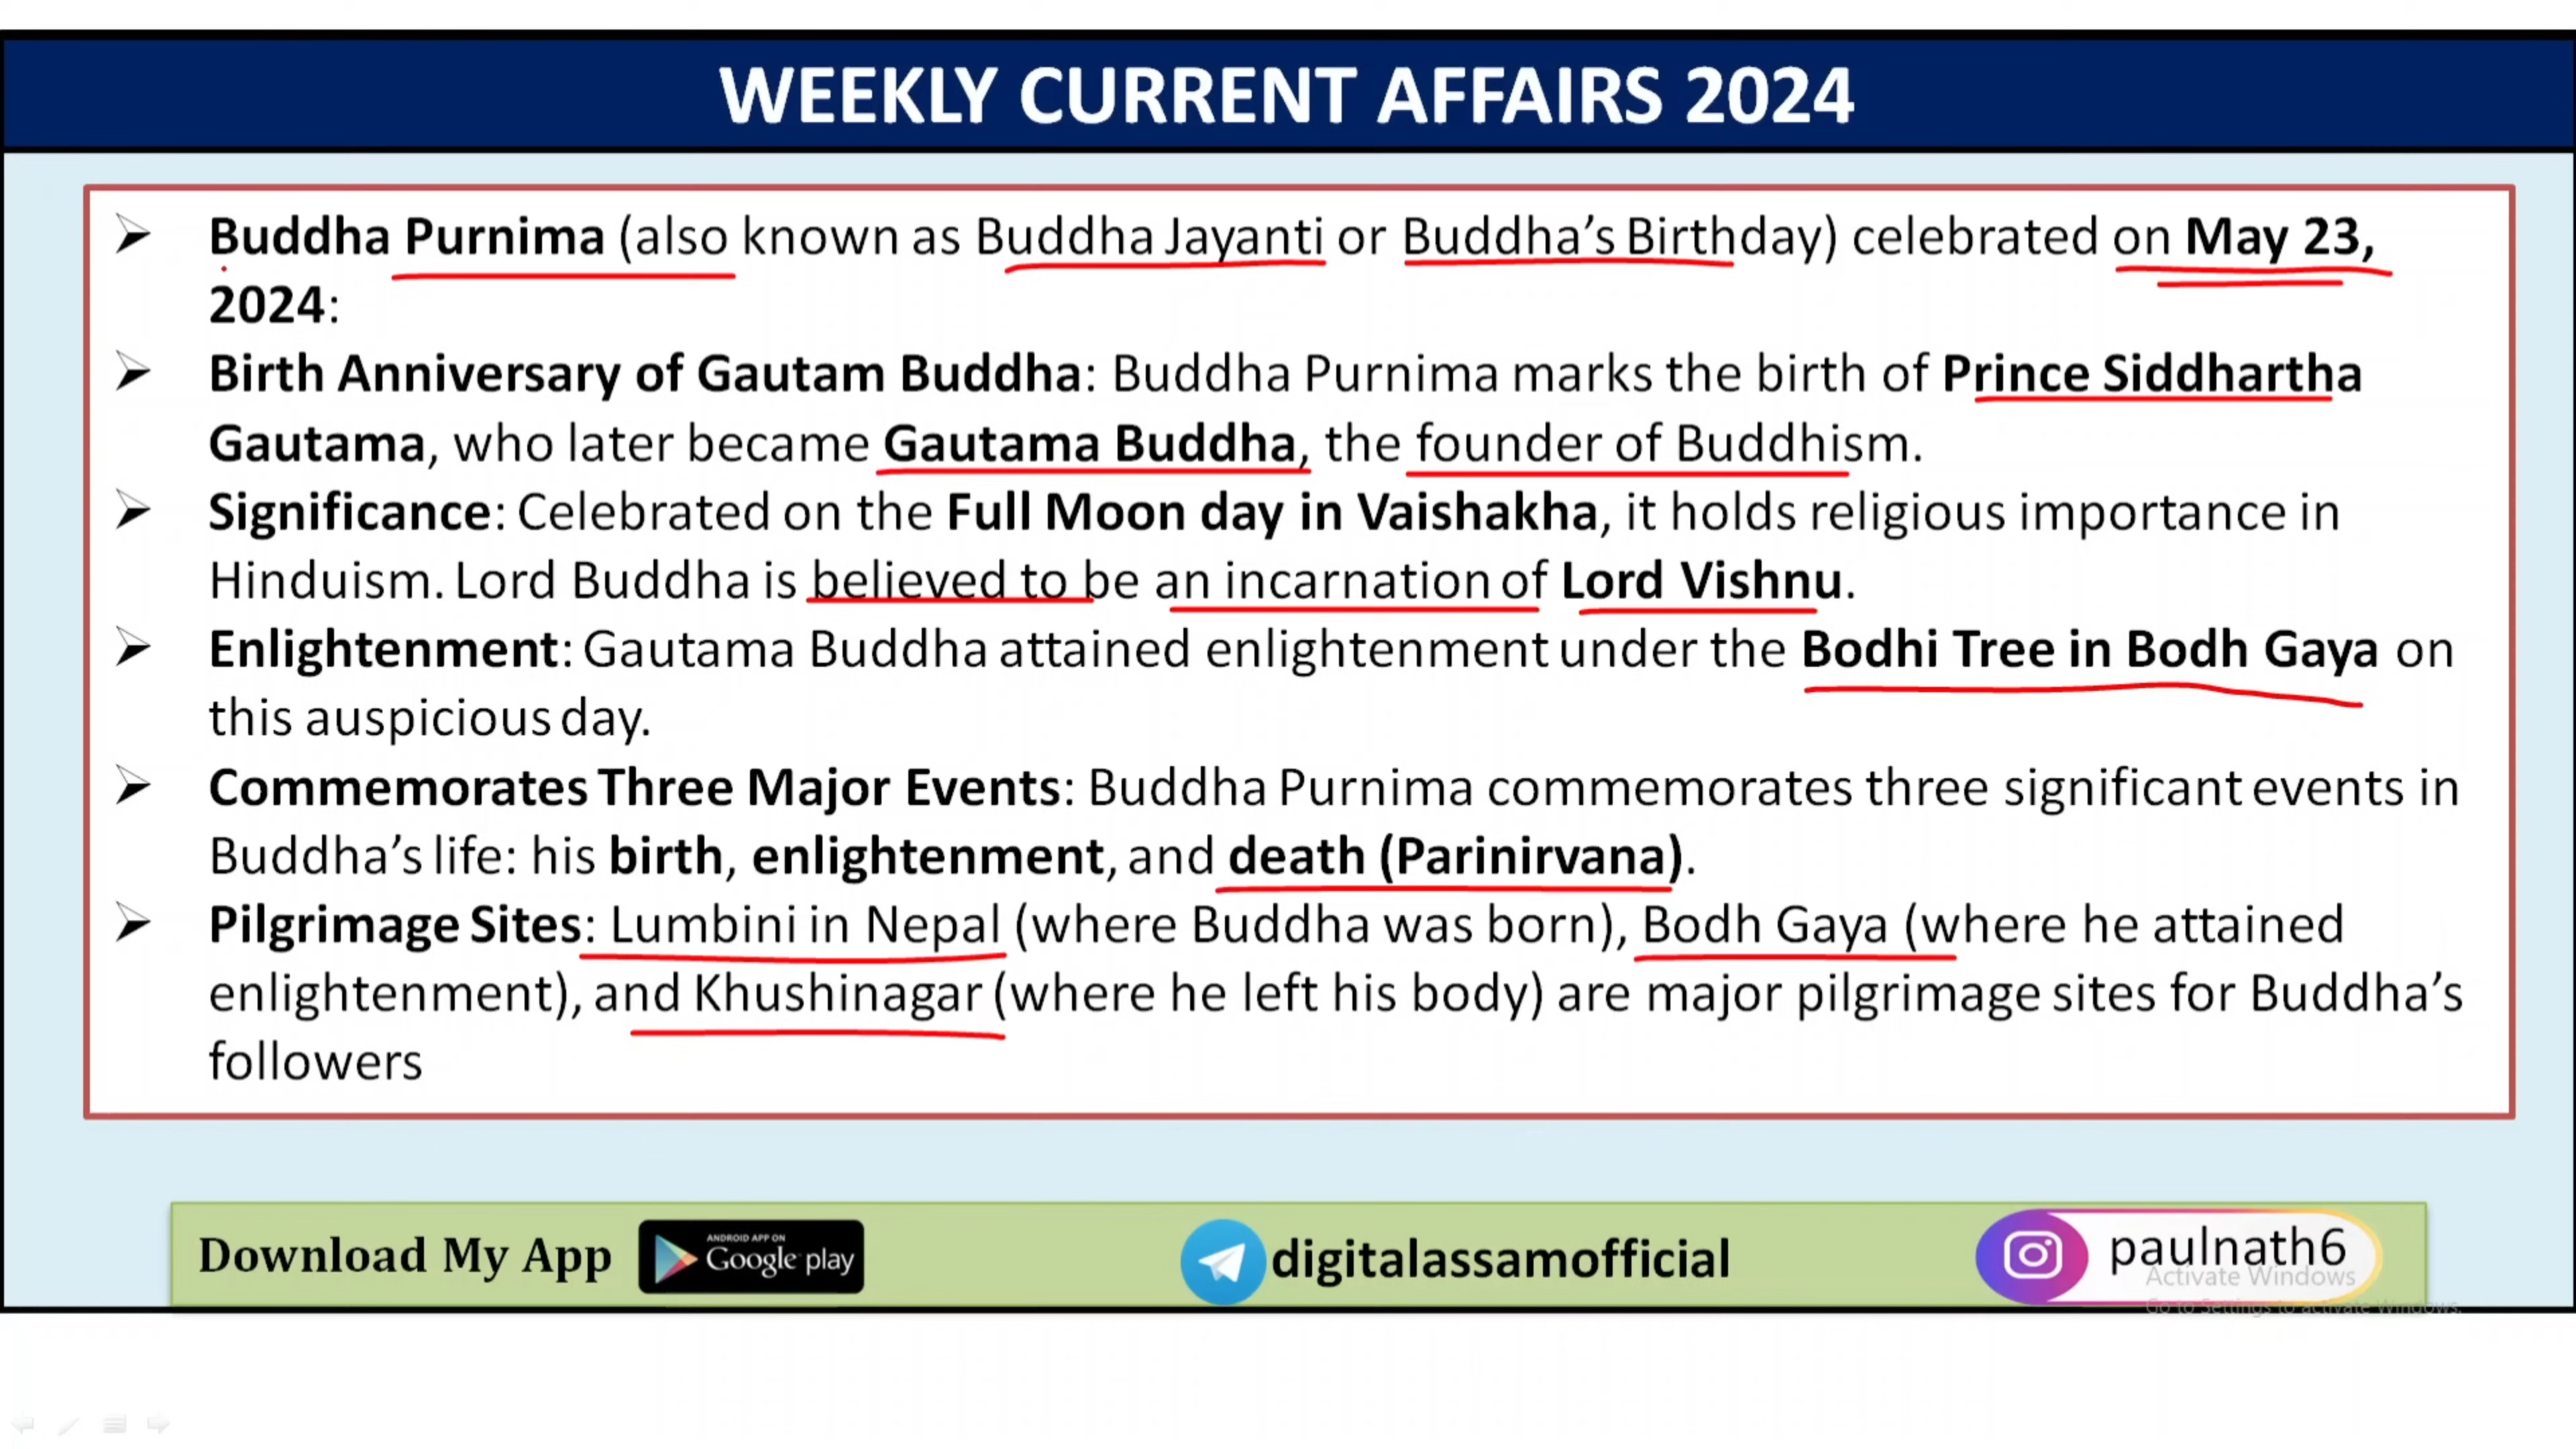 WEEKLY CURRENT AFFAIRS 2024
➢ Buddha Purnima (also known as Buddha Jayanti or Buddha’s Birthday) celebrated on May 23,
2024:
➢ Birth Anniversary of Gautam Buddha: Buddha Purnima marks the birth of Prince Siddhartha
Gautama, who later became Gautama Buddha, the founder of Buddhism.
➢ Significance: Celebrated on the Full Moon day in Vaishakha, it holds religious importance in
Hinduism. Lord Buddha is believed to be an incarnation of Lord Vishnu.
➢ Enlightenment: Gautama Buddha attained enlightenment under the Bodhi Tree in Bodh Gaya on
this auspicious day.
➢ Commemorates Three Major Events: Buddha Purnima commemorates three significant events in
Buddha’s life: his birth, enlightenment, and death (Parinirvana).
➢ Pilgrimage Sites: Lumbini in Nepal (where Buddha was born), Bodh Gaya (where he attained
enlightenment), and Khushinagar (where he left his body) are major pilgrimage sites for Buddha’s
followers
Download My App
ANDROID APP ON
Google play
digitalassamofficial
paulnath6
Activate Windows
Go to Settings to activate Windows.